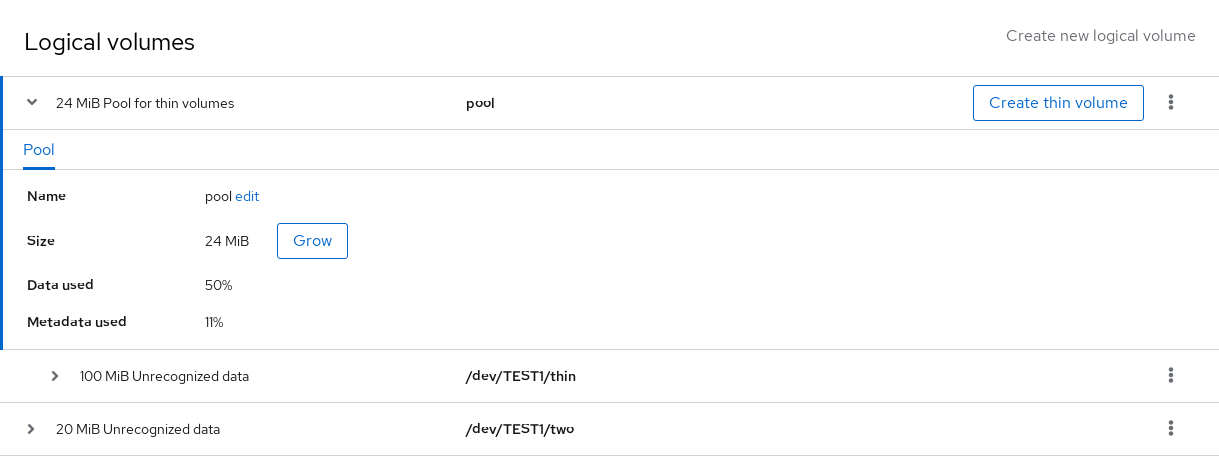 Logical volumes
Create new logical volume
24 MiB Pool for thin volumes pool Create thin volume
Pool
Name pool edit
Size 24 MiB Grow
Data used 50%
Metadata used 11%
100 MiB Unrecognized data /dev/TEST1/thin
20 MiB Unrecognized data /dev/TEST1/two